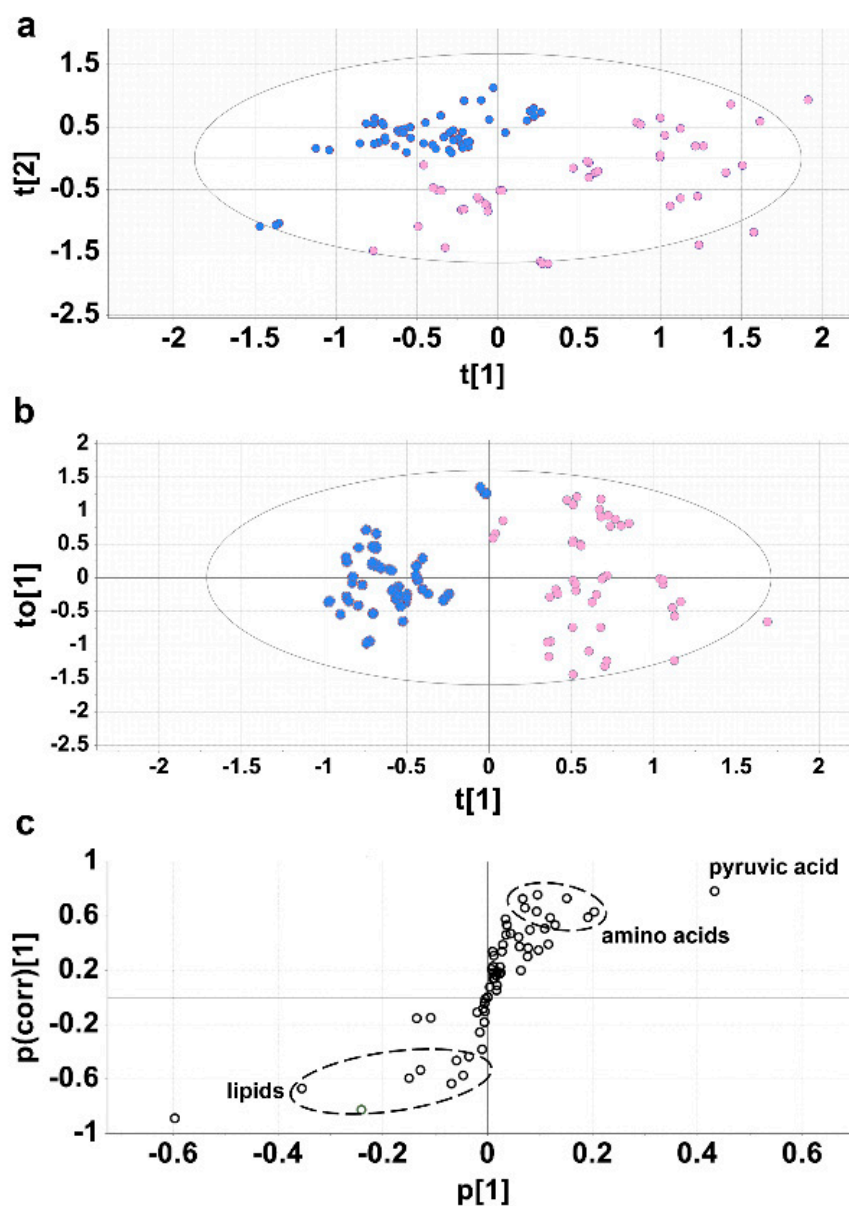 a
1.5
0.5
-0.5
-1.5
-2.5
t[2]
-2 -1.5 -1 -0.5 0 0.5 1 1.5 2
t[1]
b
2
1.5
1
0.5
0
-0.5
-1
-1.5
-2
-2.5
to[1]
-2 -1.5 -1 -0.5 0 0.5 1 1.5 2
t[1]
c
1
0.6
0.2
-0.2
-0.6
-1
p(corr)[1]
pyruvic acid
amino acids
lipids
-0.6 -0.4 -0.2 0 0.2 0.4 0.6
p[1]